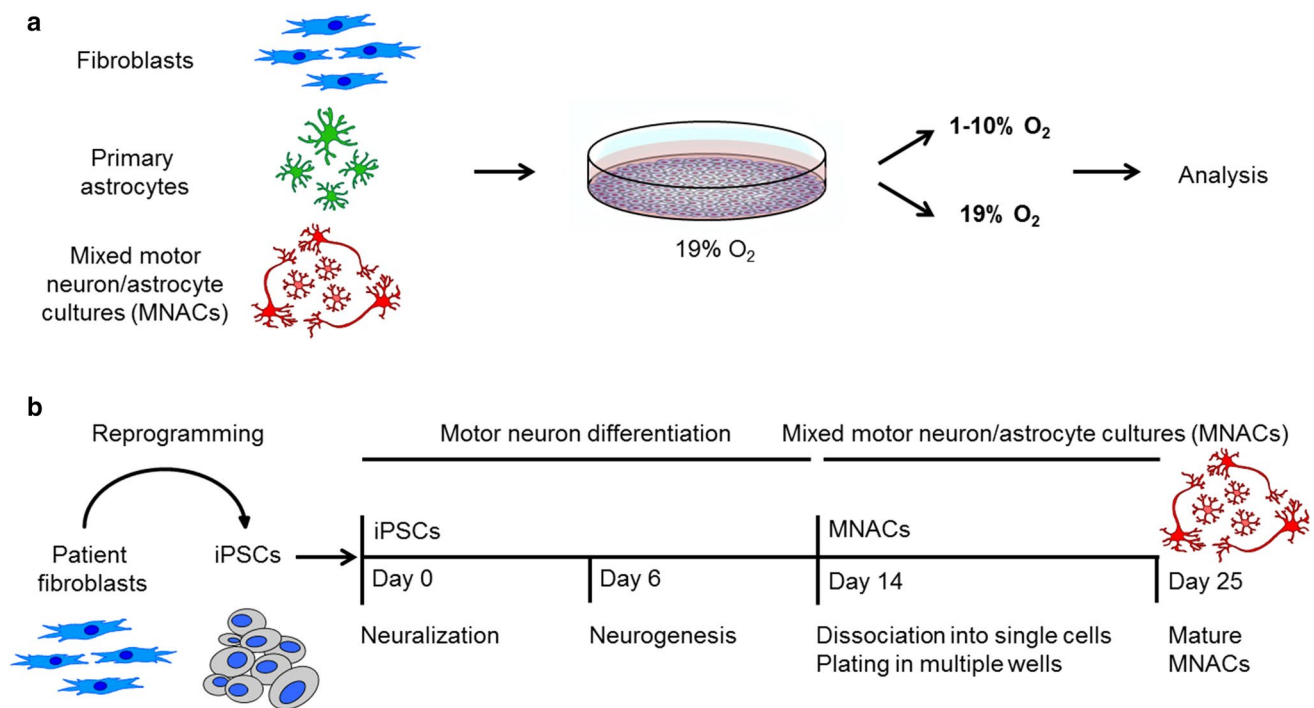 a
Fibroblasts
Primary
astrocytes
Mixed motor
neuron/astrocyte
cultures (MNACs)
19% O₂
1-10% O₂
19% O₂
Analysis
b
Reprogramming
Patient
fibroblasts
iPSCs
Motor neuron differentiation
Mixed motor neuron/astrocyte cultures (MNACs)
iPSCs
MNACs
Day 0
Day 6
Day 14
Day 25
Neuralization
Neurogenesis
Dissociation into single cells
Plating in multiple wells
Mature
MNACs